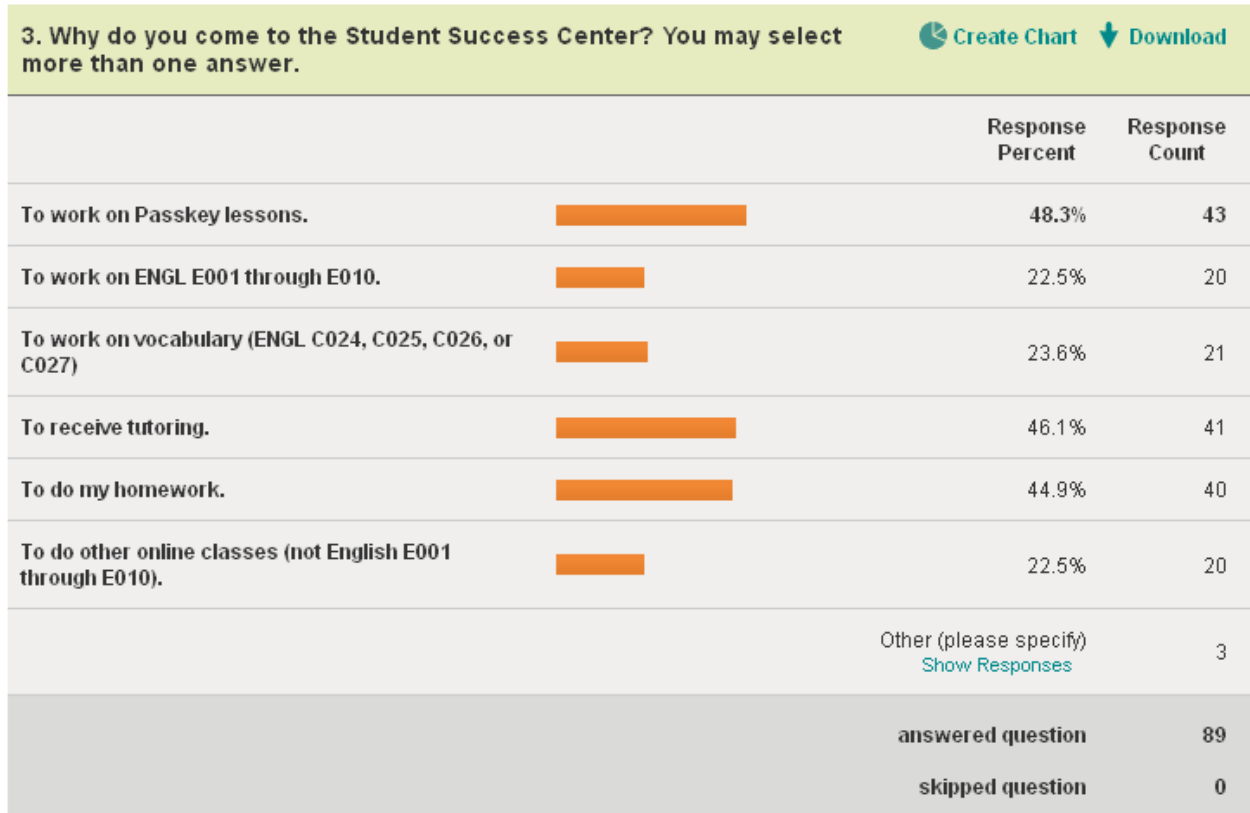 3. Why do you come to the Student Success Center? You may select
more than one answer.
Create Chart Download
Response Percent Response Count
To work on Passkey lessons. 48.3% 43
To work on ENGL E001 through E010. 22.5% 20
To work on vocabulary (ENGL C024, C025, C026, or
C027) 23.6% 21
To receive tutoring. 46.1% 41
To do my homework. 44.9% 40
To do other online classes (not English E001
through E010). 22.5% 20
Other (please specify)
Show Responses 3
answered question 89
skipped question 0